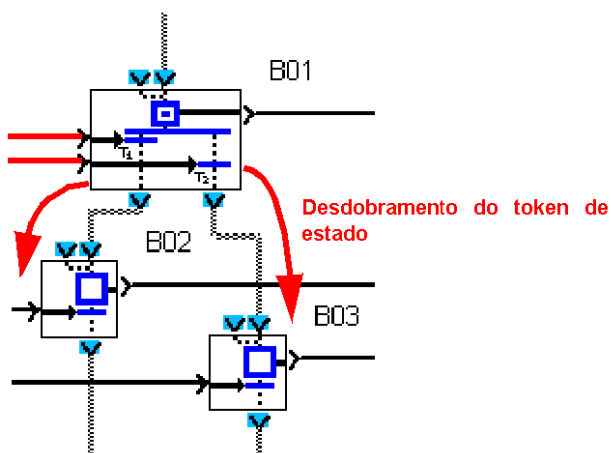 B01
T1
T2
Desdobramento do token de
estado
B02
B03